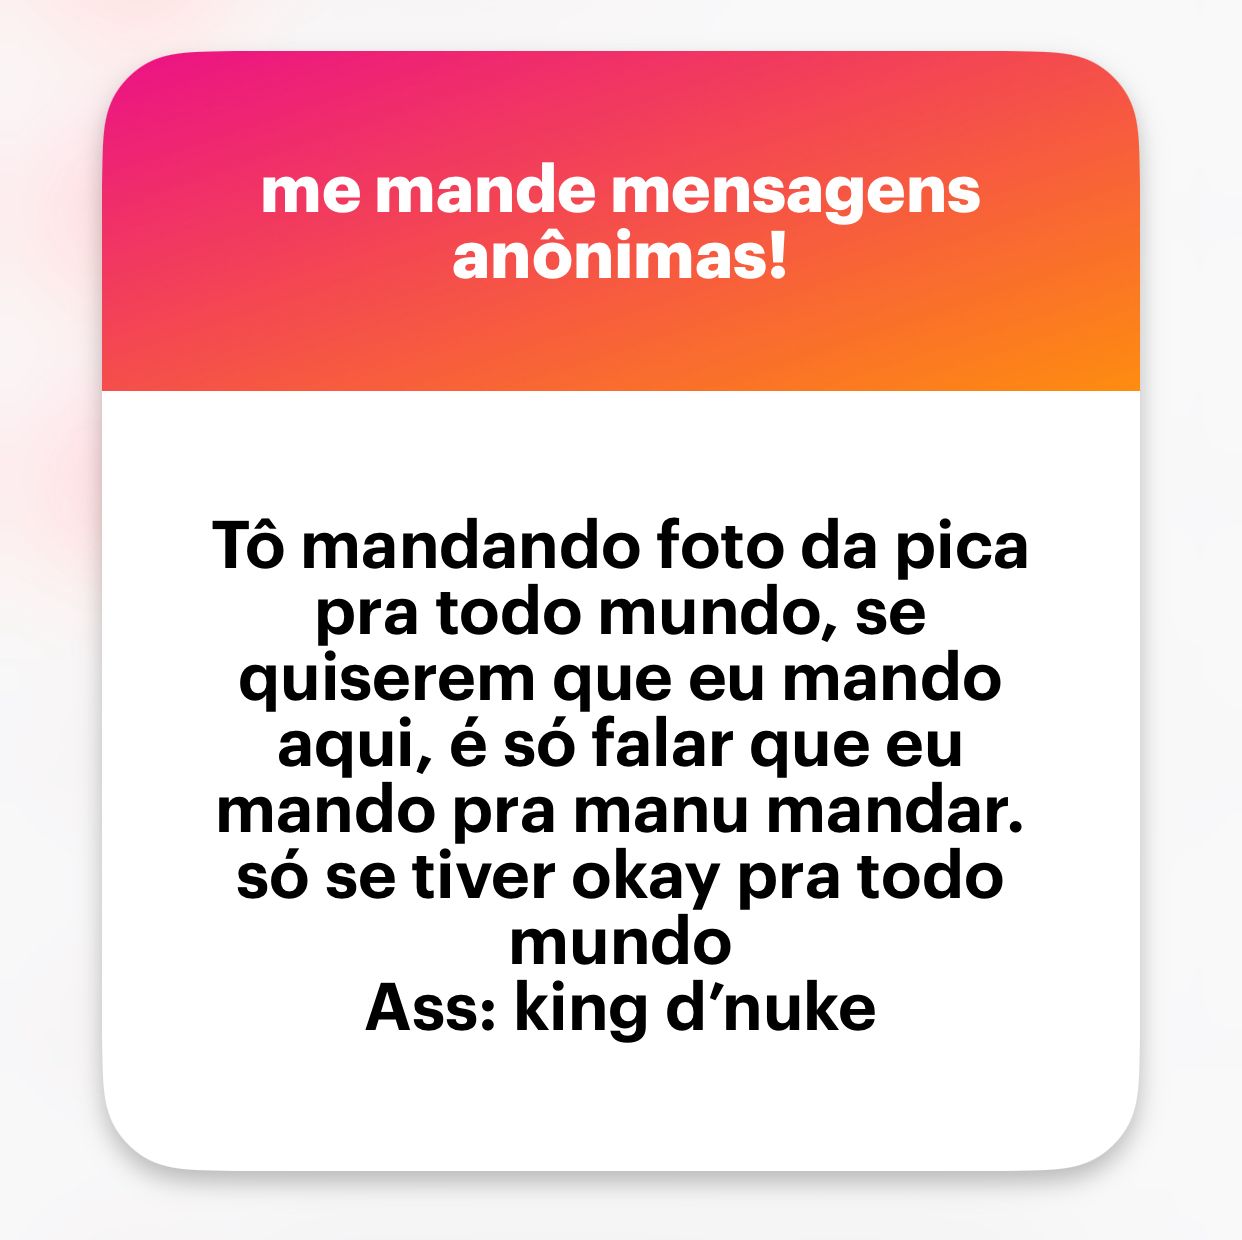 me mande mensagens
anônimas!
Tô mandando foto da pica
pra todo mundo, se
quiserem que eu mando
aqui, é só falar que eu
mando pra manu mandar.
só se tiver okay pra todo
mundo
Ass: king d’nuke